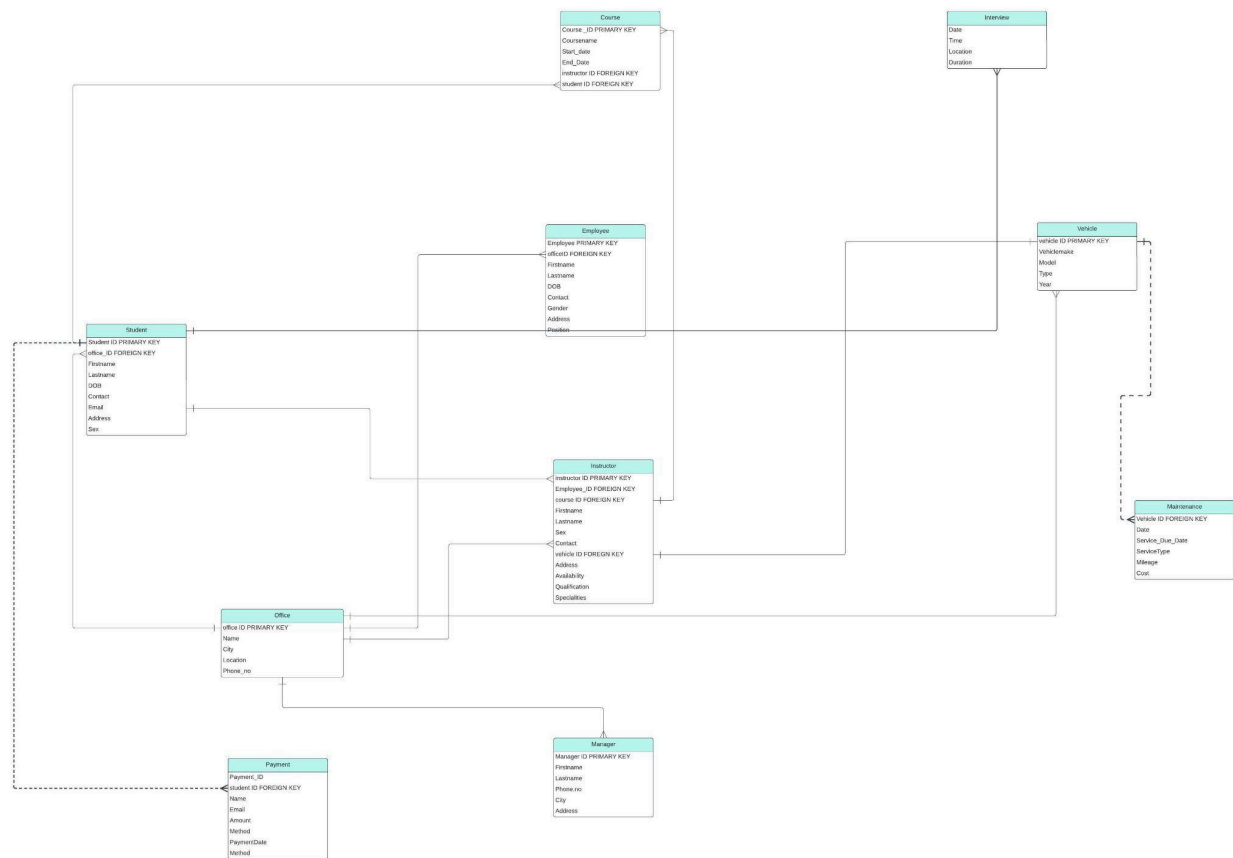 Course
Course _ID PRIMARY KEY
Coursename
Start_date
End_Date
instructor ID FOREIGN KEY
student ID FOREIGN KEY
Interview
Date
Time
Location
Duration
Employee
Employee PRIMARY KEY
officeID FOREIGN KEY
Firstname
Lastname
DOB
Contact
Gender
Address
Position
Vehicle
vehicle ID PRIMARY KEY
Vehiclemake
Model
Type
Year
Student
Student ID PRIMARY KEY
office_ID FOREIGN KEY
Firstname
Lastname
DOB
Contact
Email
Address
Sex
Instructor
instructor ID PRIMARY KEY
Employee_ID FOREIGN KEY
course ID FOREIGN KEY
Firstname
Lastname
Sex
Contact
vehicle ID FOREGN KEY
Address
Availability
Qualification
Specialities
Maintenance
Vehicle ID FOREIGN KEY
Date
Service_Due_Date
ServiceType
Mileage
Cost
Office
office ID PRIMARY KEY
Name
City
Location
Phone_no
Manager
Manager ID PRIMARY KEY
Firstname
Lastname
Phone.no
City
Address
Payment
Payment_ID
student ID FOREIGN KEY
Name
Email
Amount
Method
PaymentDate
Method